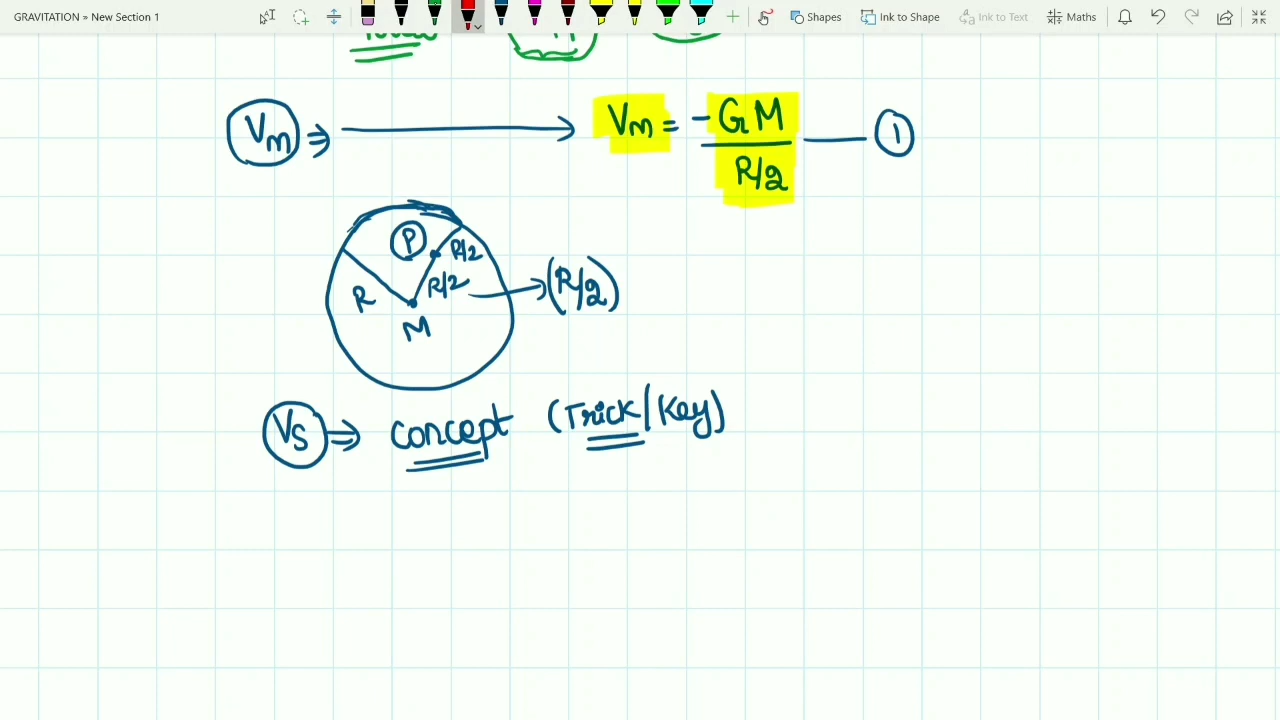 GRAVITATION » New Section 1
Shapes Ink to Shape Ink to Text Maths
Vm ⇒ → Vm = -GM / R/2 — ①
P
R/2
R R/2 → (R/2)
M
Vs ⇒ concept (Trick/Key)